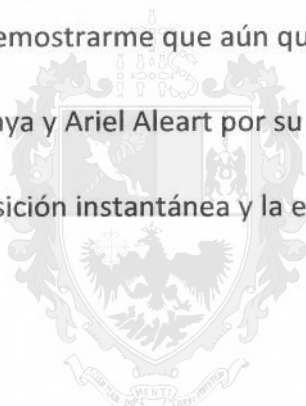 emostrarme que aún qu
aya y Ariel Aleart por su
sición instantánea y la e